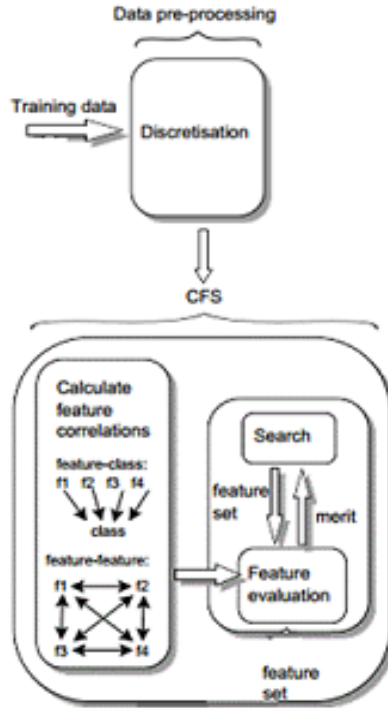 Data pre-processing
Training data
Discretisation
CFS
Calculate
feature
correlations
feature-class:
f1 f2 f3 f4
class
feature-feature:
f1 f2
f3 f4
Search
feature
set
merit
Feature
evaluation
feature
set